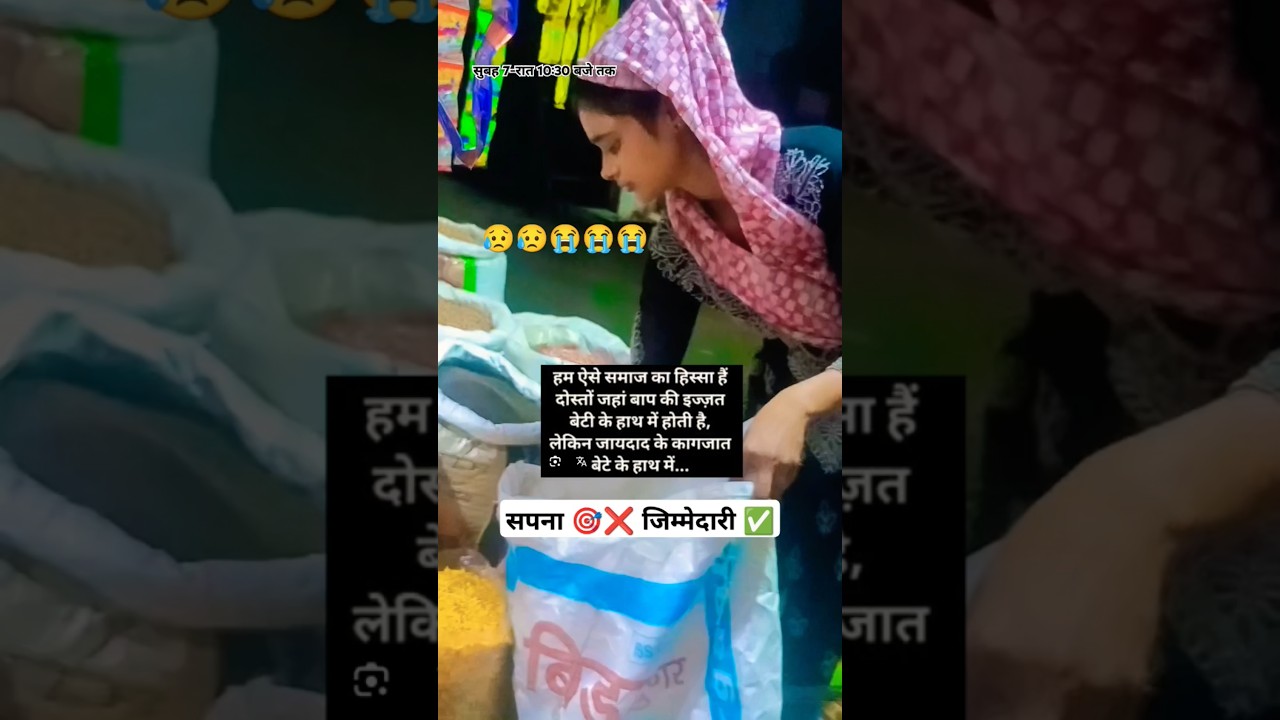 सुबह 7-रात 10:30 बजे तक
😥😥😭😭😭
हम ऐसे समाज का हिस्सा हैं
दोस्तों जहां बाप की इज्ज़त
बेटी के हाथ में होती है,
लेकिन जायदाद के कागजात
बेटे के हाथ में...
सपना 🎯❌ जिम्मेदारी ✅